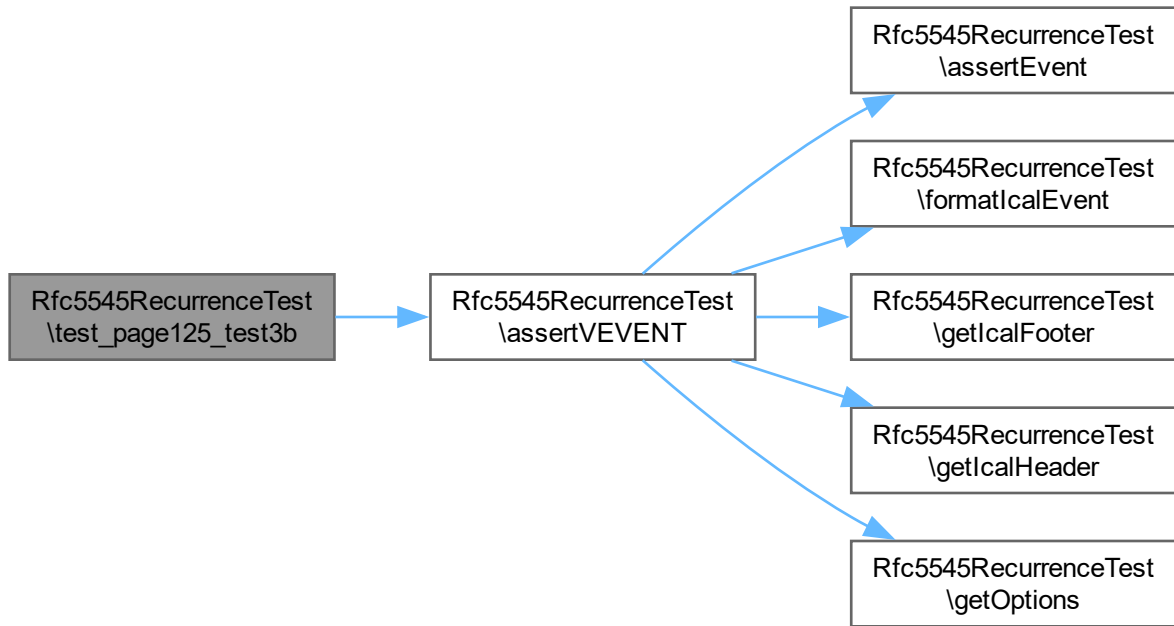 Rfc5545RecurrenceTest
\assertEvent
Rfc5545RecurrenceTest
\formatIcalEvent
Rfc5545RecurrenceTest
\test_page125_test3b
Rfc5545RecurrenceTest
\assertVEVENT
Rfc5545RecurrenceTest
\getIcalFooter
Rfc5545RecurrenceTest
\getIcalHeader
Rfc5545RecurrenceTest
\getOptions